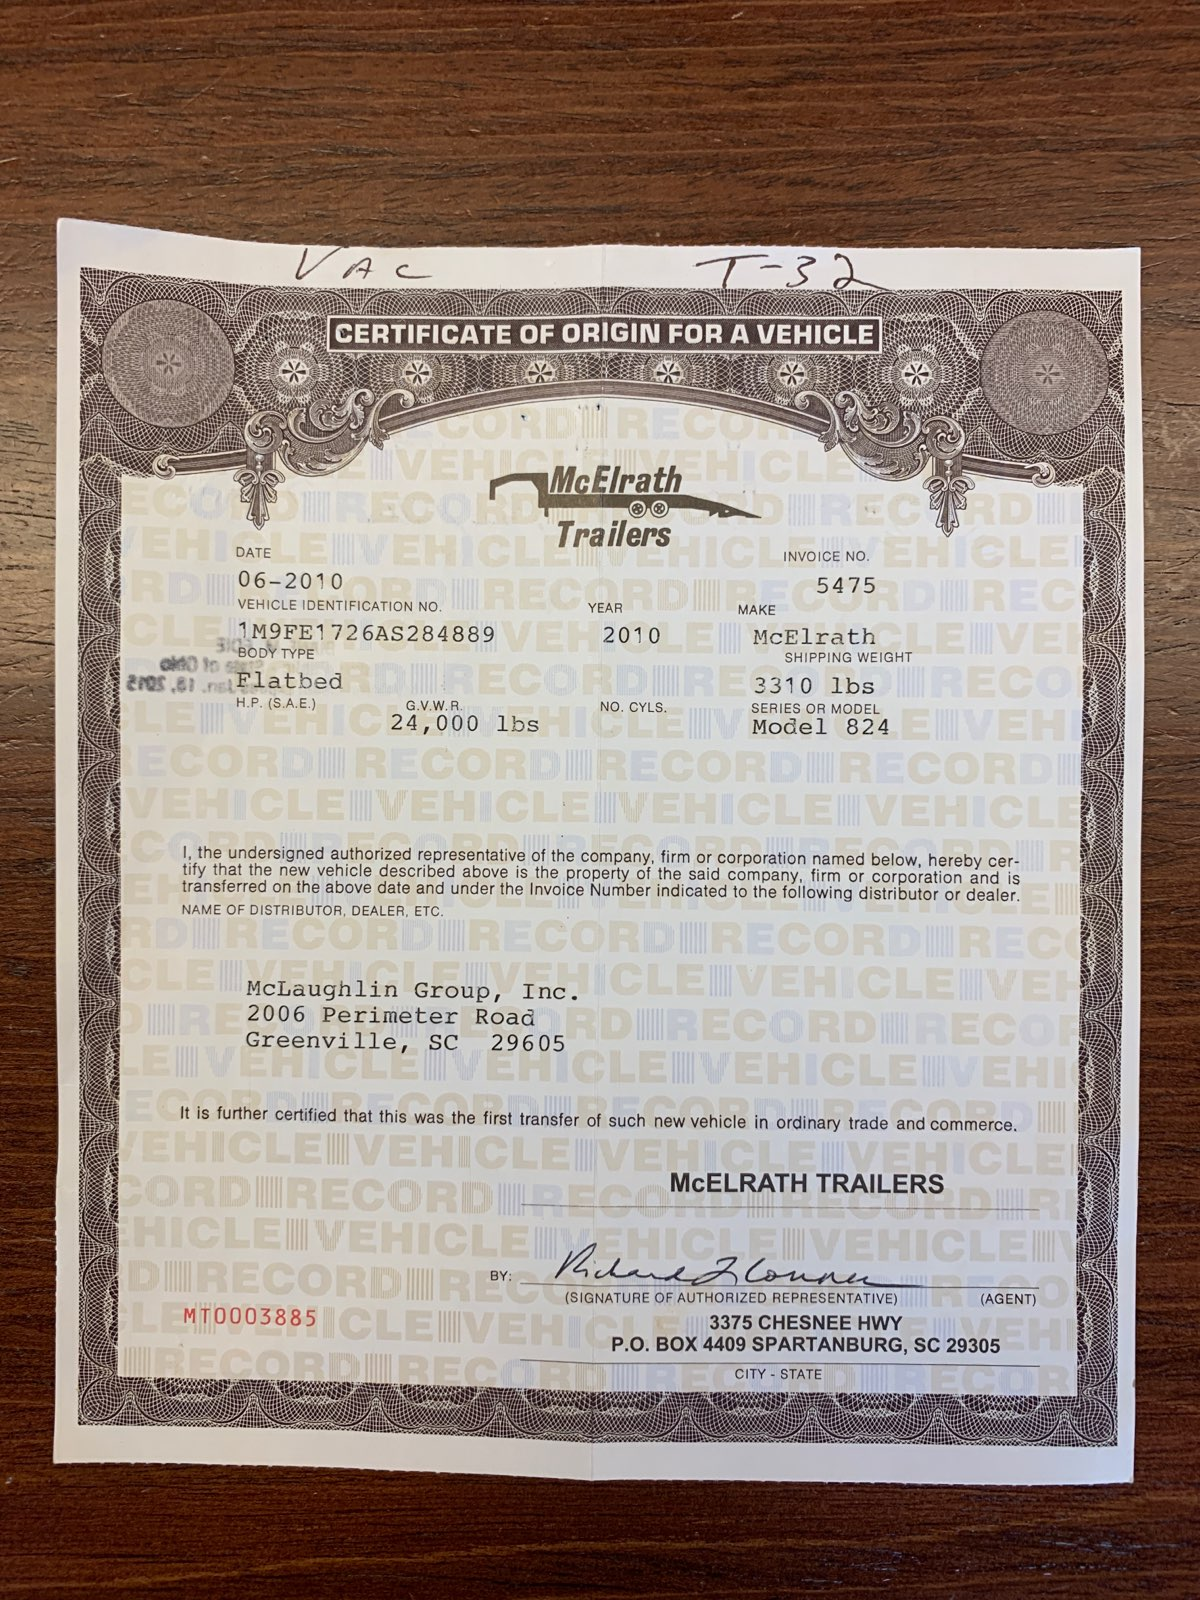 VAC T-32
CERTIFICATE OF ORIGIN FOR A VEHICLE
McElrath
Trailers
DATE INVOICE NO.
06-2010 5475
VEHICLE IDENTIFICATION NO. YEAR MAKE
1M9FE1726AS284889 2010 McElrath
BODY TYPE SHIPPING WEIGHT
Flatbed 3310 lbs
H.P. (S.A.E.) G.V.W.R. NO. CYLS. SERIES OR MODEL
24,000 lbs Model 824
I, the undersigned authorized representative of the company, firm or corporation named below, hereby cer-
tify that the new vehicle described above is the property of the said company, firm or corporation and is
transferred on the above date and under the Invoice Number indicated to the following distributor or dealer.
NAME OF DISTRIBUTOR, DEALER, ETC.
McLaughlin Group, Inc.
2006 Perimeter Road
Greenville, SC 29605
It is further certified that this was the first transfer of such new vehicle in ordinary trade and commerce.
McELRATH TRAILERS
BY: Richard
(SIGNATURE OF AUTHORIZED REPRESENTATIVE) (AGENT)
MT0003885
3375 CHESNEE HWY
P.O. BOX 4409 SPARTANBURG, SC 29305
CITY - STATE